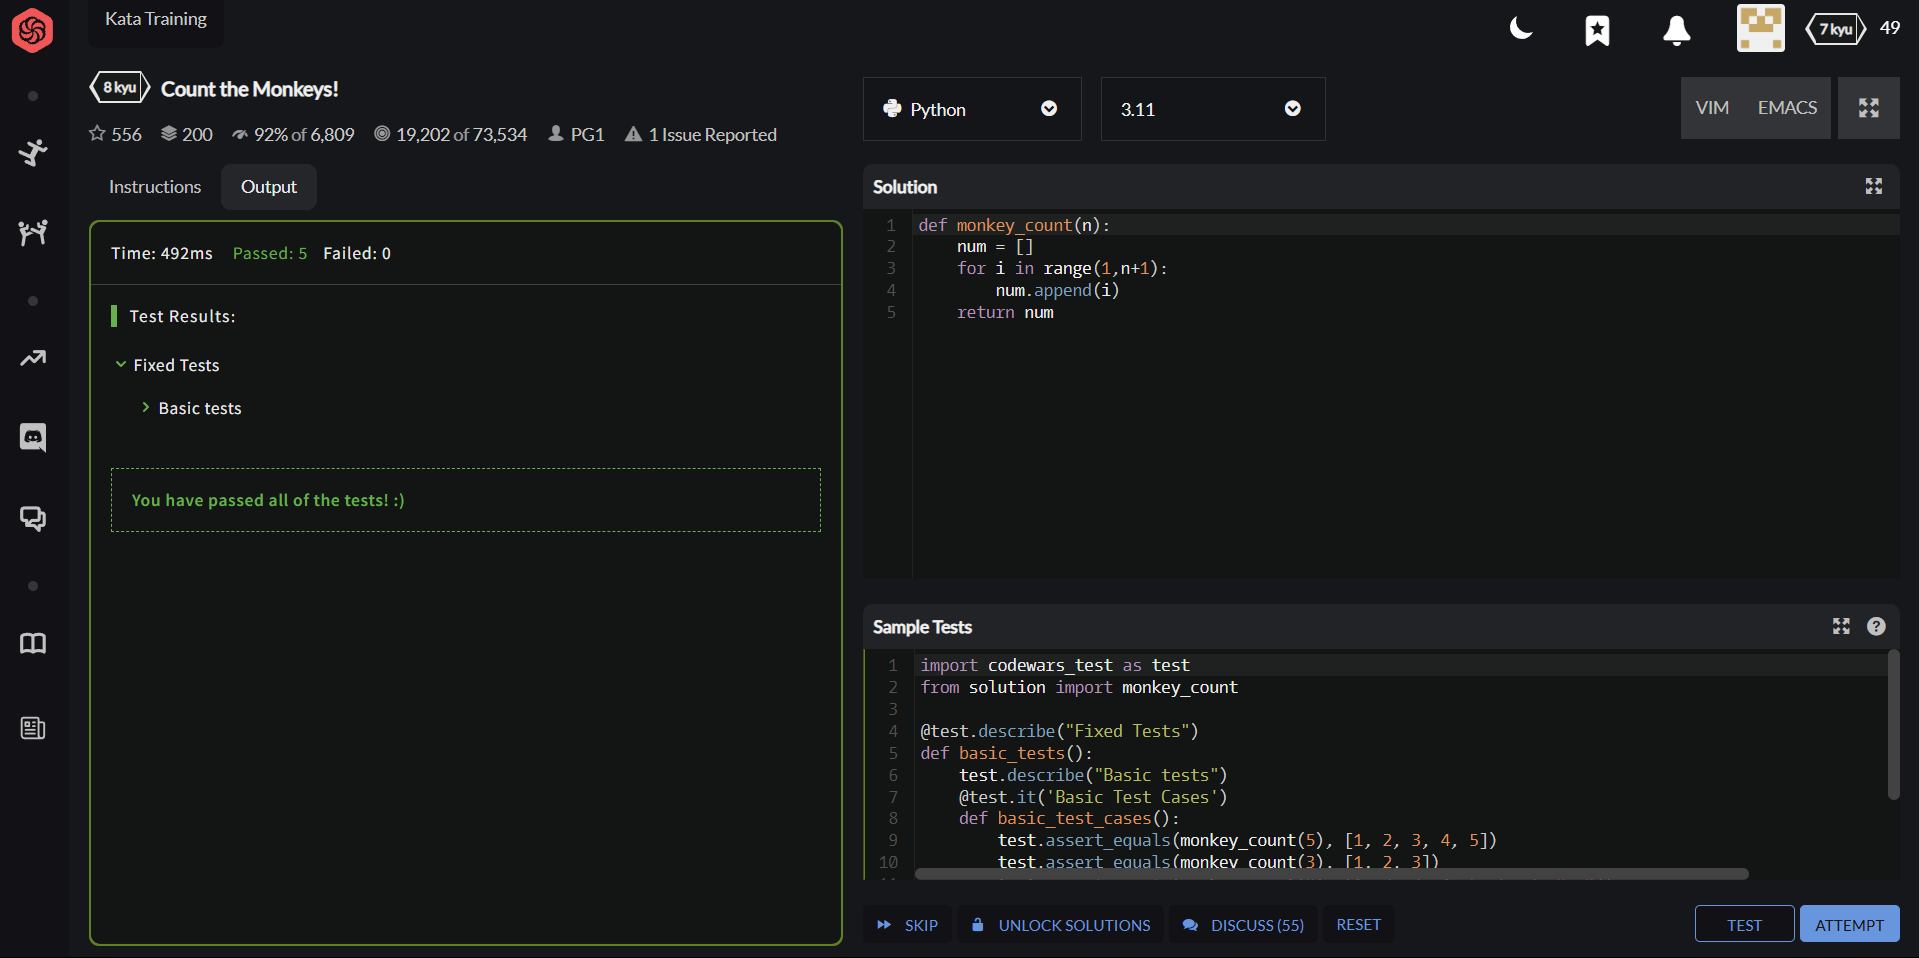 Kata Training
7 kyu
49
8 kyu
Count the Monkeys!
556
200
92% of 6,809
19,202 of 73,534
PG1
1 Issue Reported
Python
3.11
VIM
EMACS
Instructions
Output
Time: 492ms
Passed: 5
Failed: 0
Test Results:
Fixed Tests
Basic tests
You have passed all of the tests! :)
Solution
1 def monkey_count(n):
2 num = []
3 for i in range(1,n+1):
4 num.append(i)
5 return num
Sample Tests
1 import codewars_test as test
2 from solution import monkey_count
3
4 @test.describe("Fixed Tests")
5 def basic_tests():
6 test.describe("Basic tests")
7 @test.it('Basic Test Cases')
8 def basic_test_cases():
9 test.assert_equals(monkey_count(5), [1, 2, 3, 4, 5])
10 test.assert_equals(monkey_count(3), [1, 2, 3])
SKIP
UNLOCK SOLUTIONS
DISCUSS (55)
RESET
TEST
ATTEMPT